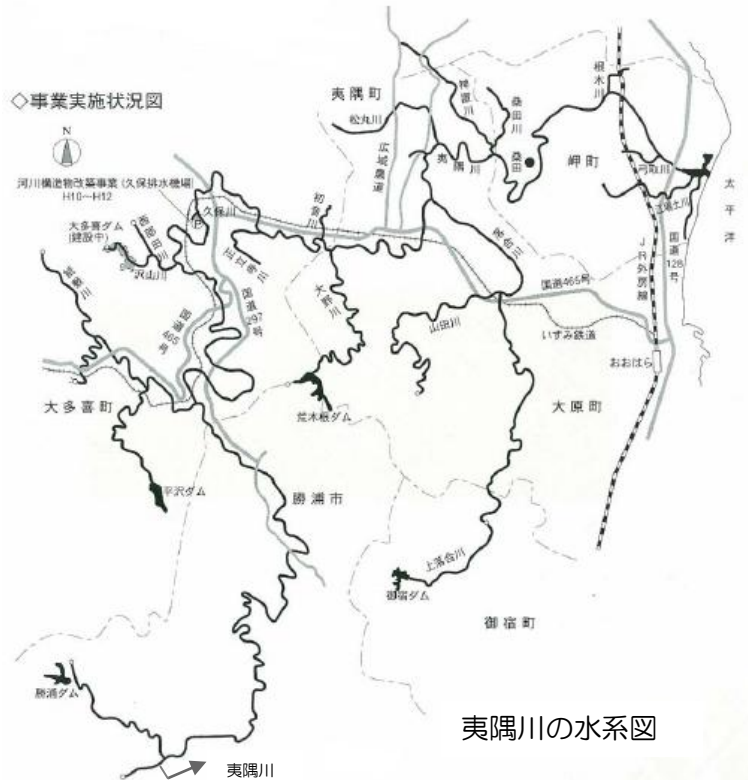 ◇事業実施状況図
N
河川構造物改築事業(久保排水機場)
H10〜H12
大多喜ダム
(建設中)
西部田川
沢山川
久保川
P
夷隅町
松丸川
広域農道
夷隅川
桑田川
桑田
岬町
根木川
弓取川
江場土川
太平洋
国道128号
JR外房線
初会川
大野川
落合川
国道465号
いすみ鉄道
おおはら
山田川
国道297号
国道465号
大多喜町
荒木根ダム
大原町
平沢ダム
勝浦市
上落合川
御宿ダム
御宿町
勝浦ダム
夷隅川の水系図
夷隅川